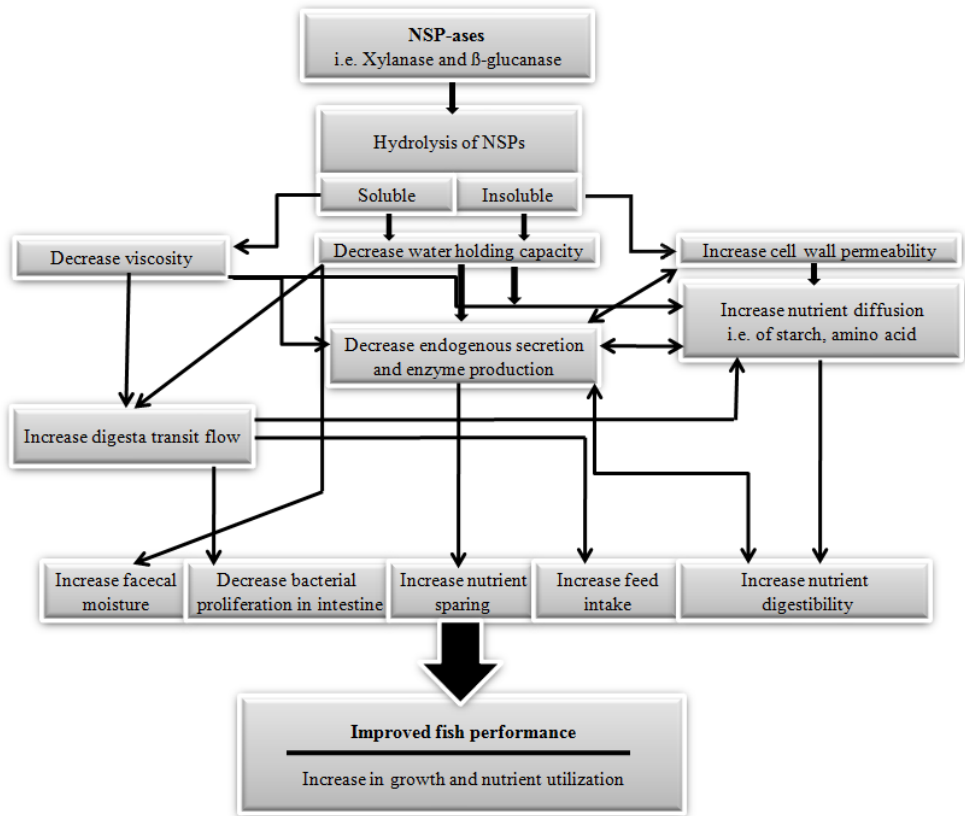 NSP-ases
i.e. Xylanase and ß-glucanase
Hydrolysis of NSPs
Soluble
Insoluble
Decrease viscosity
Decrease water holding capacity
Increase cell wall permeability
Increase nutrient diffusion
i.e. of starch, amino acid
Decrease endogenous secretion
and enzyme production
Increase digesta transit flow
Increase faecal
moisture
Decrease bacterial
proliferation in intestine
Increase nutrient
sparing
Increase feed
intake
Increase nutrient
digestibility
Improved fish performance
Increase in growth and nutrient utilization